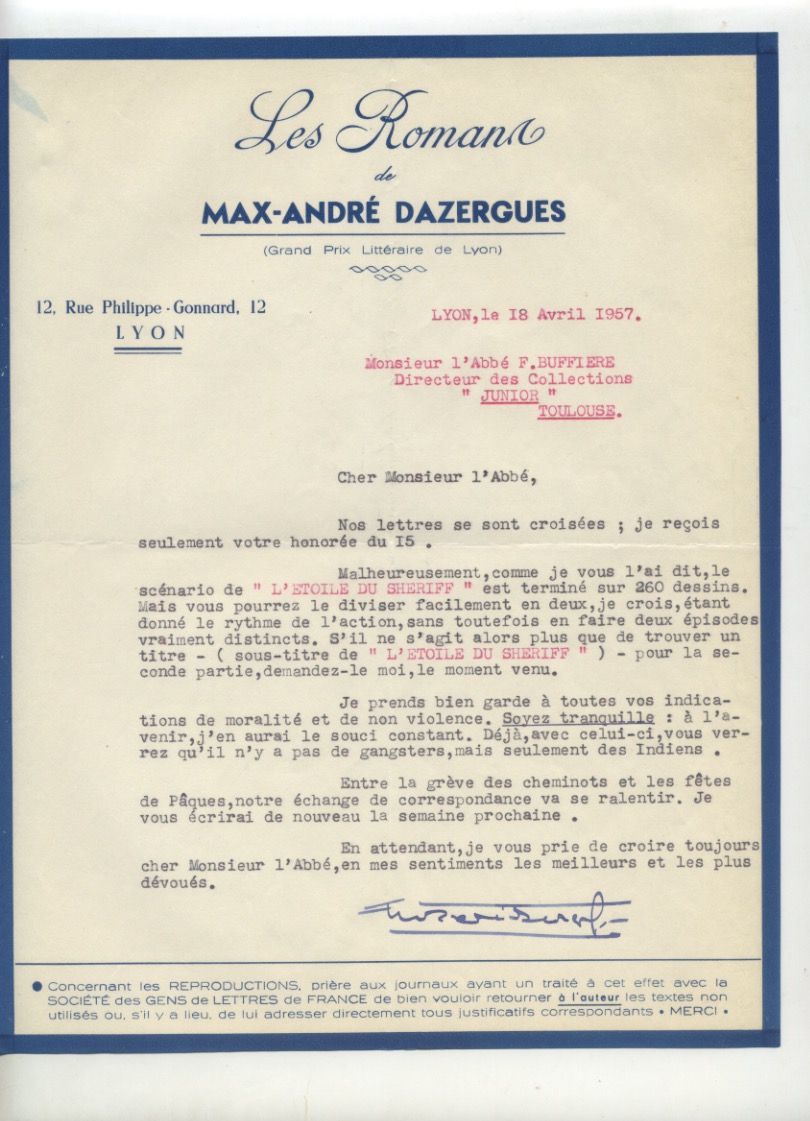 Les Romans
de
MAX-ANDRÉ DAZERGUES
(Grand Prix Littéraire de Lyon)
12, Rue Philippe-Gonnard, 12
LYON
LYON,le I8 Avril I957.
Monsieur l'Abbé F.BUFFIERE
Directeur des Collections
" JUNIOR "
TOULOUSE.
Cher Monsieur l'Abbé,
Nos lettres se sont croisées ; je reçois
seulement votre honorée du I5 .
Malheureusement,comme je vous l'ai dit,le
scénario de " L'ETOILE DU SHERIFF " est terminé sur 260 dessins.
Mais vous pourrez le diviser facilement en deux,je crois,étant
donné le rythme de l'action,sans toutefois en faire deux épisodes
vraiment distincts. S'il ne s'agit alors plus que de trouver un
titre - ( sous-titre de " L'ETOILE DU SHERIFF " ) - pour la se-
conde partie,demandez-le moi,le moment venu.
Je prends bien garde à toutes vos indica-
tions de moralité et de non violence. Soyez tranquille : à l'a-
venir,j'en aurai le souci constant. Déjà,avec celui-ci,vous ver-
rez qu'il n'y a pas de gangsters,mais seulement des Indiens .
Entre la grève des cheminots et les fêtes
de Pâques,notre échange de correspondance va se ralentir. Je
vous écrirai de nouveau la semaine prochaine .
En attendant,je vous prie de croire toujours
cher Monsieur l'Abbé,en mes sentiments les meilleurs et les plus
dévoués.
● Concernant les REPRODUCTIONS, prière aux journaux ayant un traité à cet effet avec la
SOCIÉTÉ des GENS de LETTRES de FRANCE de bien vouloir retourner à l'auteur les textes non
utilisés ou, s'il y a lieu, de lui adresser directement tous justificatifs correspondants • MERCI •